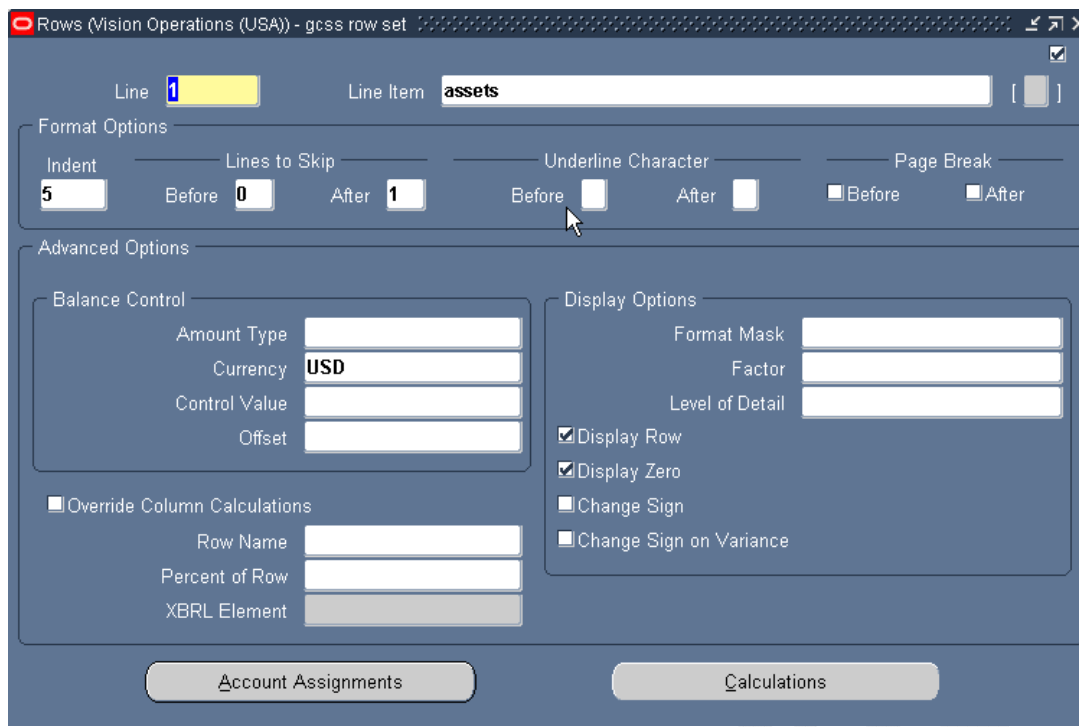 Rows (Vision Operations (USA)) - gcss row set
Line 1 Line Item assets [ ]
Format Options
Indent Lines to Skip Underline Character Page Break
5 Before 0 After 1 Before After Before After
Advanced Options
Balance Control
Amount Type
Currency USD
Control Value
Offset
Override Column Calculations
Row Name
Percent of Row
XBRL Element
Display Options
Format Mask
Factor
Level of Detail
Display Row
Display Zero
Change Sign
Change Sign on Variance
Account Assignments
Calculations